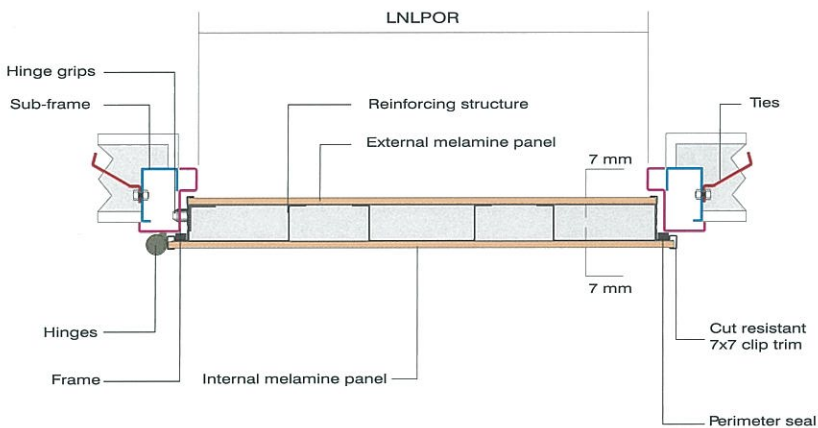 LNLPOR
Hinge grips
Sub-frame
Reinforcing structure
Ties
External melamine panel
7 mm
7 mm
Hinges
Cut resistant
7x7 clip trim
Frame
Internal melamine panel
Perimeter seal